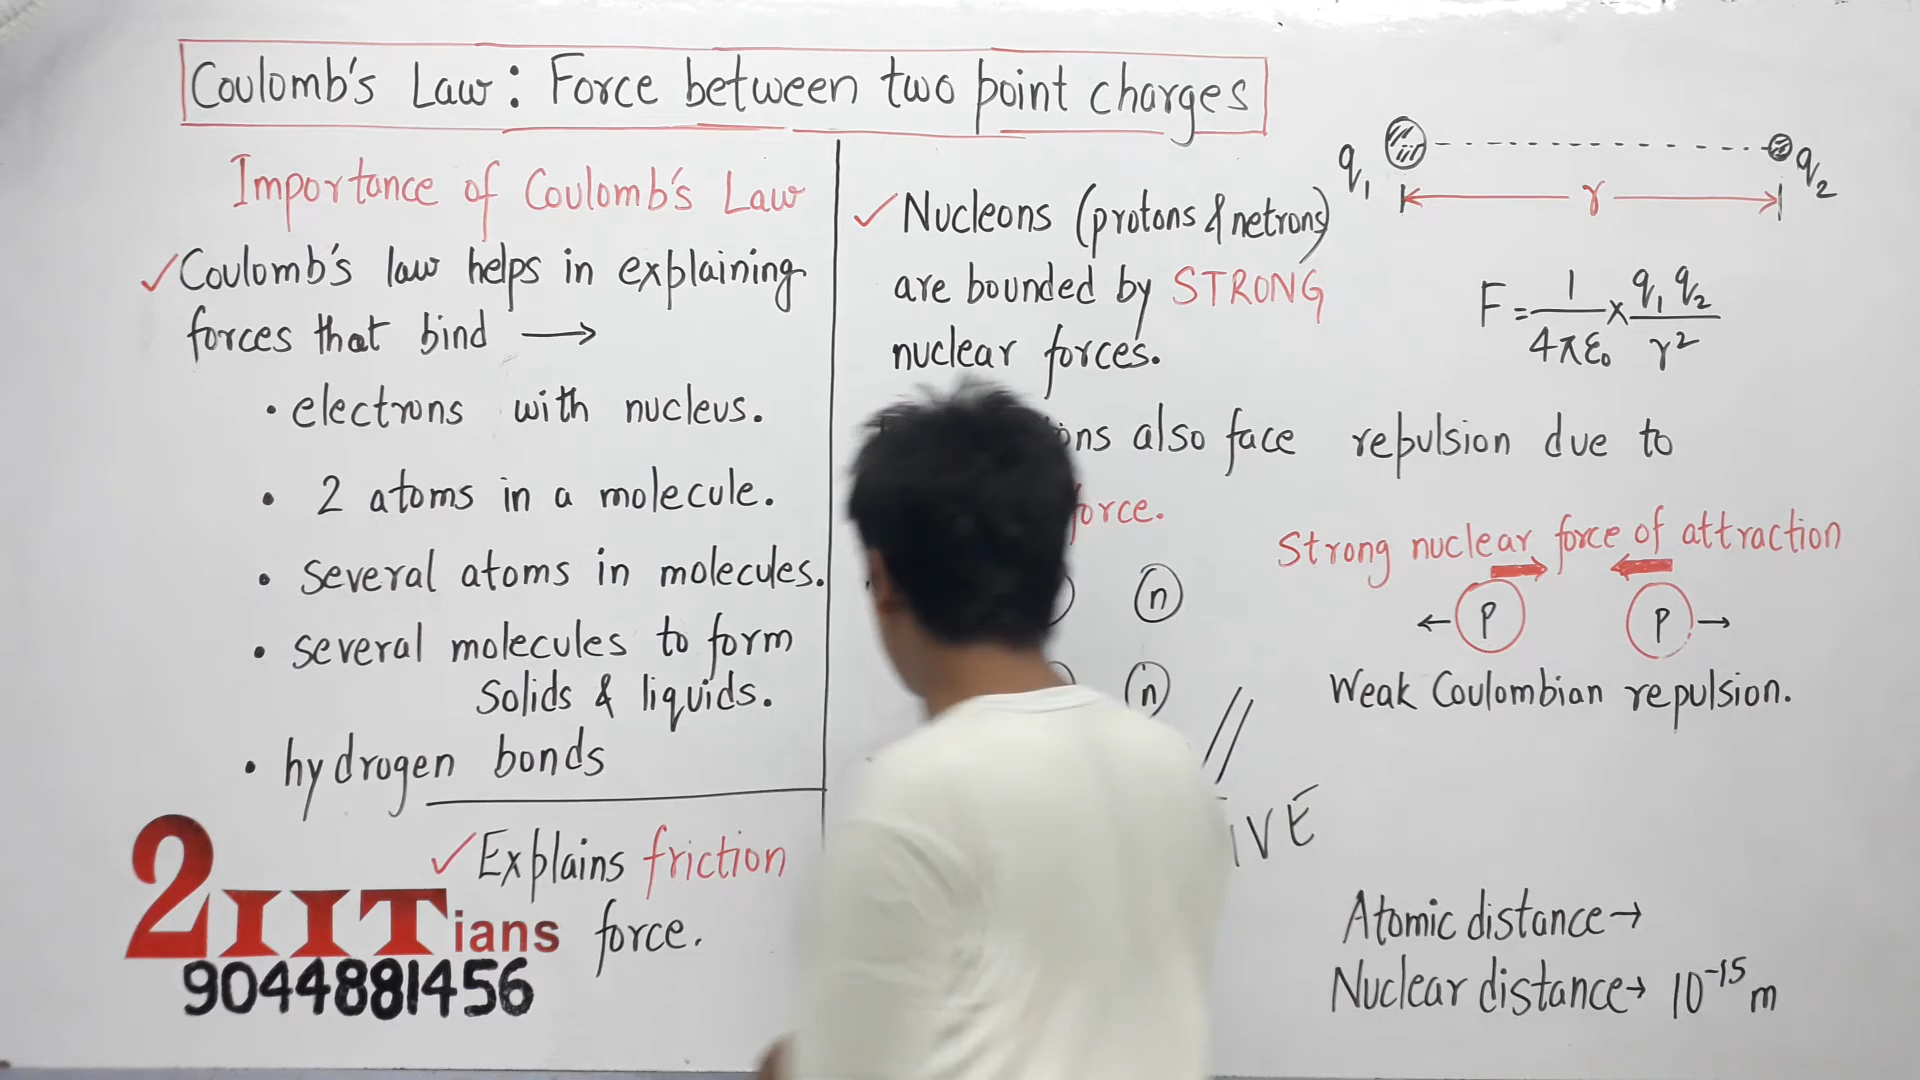 Coulomb's Law: Force between two point charges
Importance of Coulomb's Law
✓Coulomb's law helps in explaining
forces that bind →
• electrons with nucleus.
• 2 atoms in a molecule.
• several atoms in molecules.
• several molecules to form
solids & liquids.
• hydrogen bonds
✓Explains friction
force.
2IITians
9044881456
✓Nucleons (protons & netrons)
are bounded by STRONG
nuclear forces.
also face repulsion due to
force.
n
n
q₁ q₂
r
F = 1/4πε₀ × q₁ q₂/r²
Strong nuclear force of attraction
← p p →
Weak Coulombian repulsion.
Atomic distance→
Nuclear distance→ 10⁻¹⁵ m